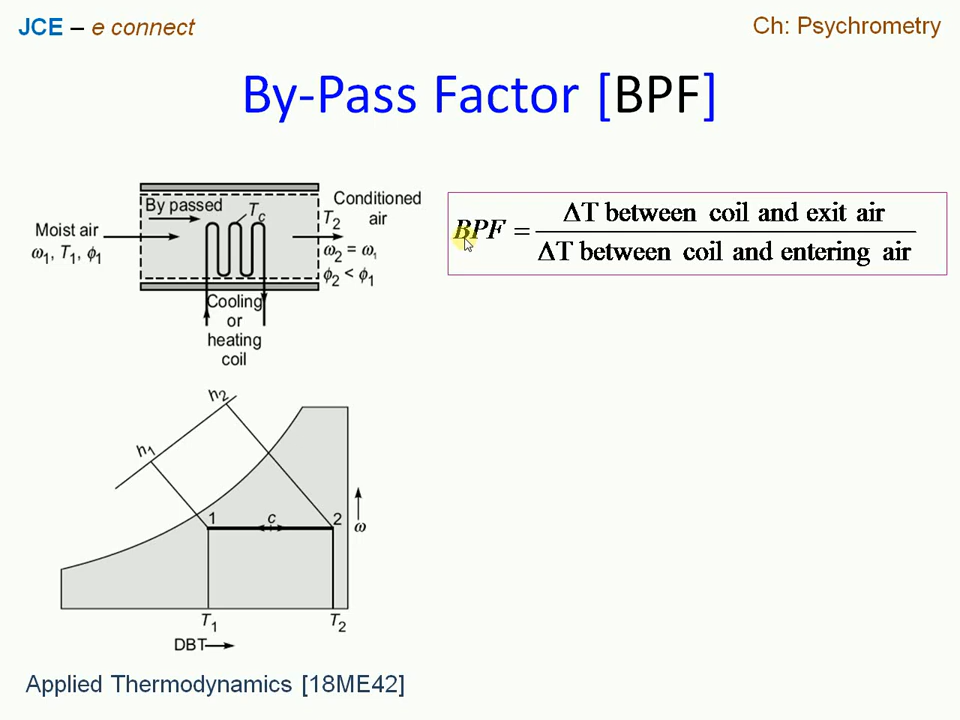 JCE – e connect
Ch: Psychrometry
By-Pass Factor [BPF]
By passed
T_c
Conditioned
air
Moist air
ω₁, T₁, ϕ₁
T₂
ω₂ = ω₁
ϕ₂ < ϕ₁
Cooling
or
heating
coil
BPF = ΔT between coil and exit air / ΔT between coil and entering air
h₂
h₁
1
c
2
ω
T₁
T₂
DBT
Applied Thermodynamics [18ME42]